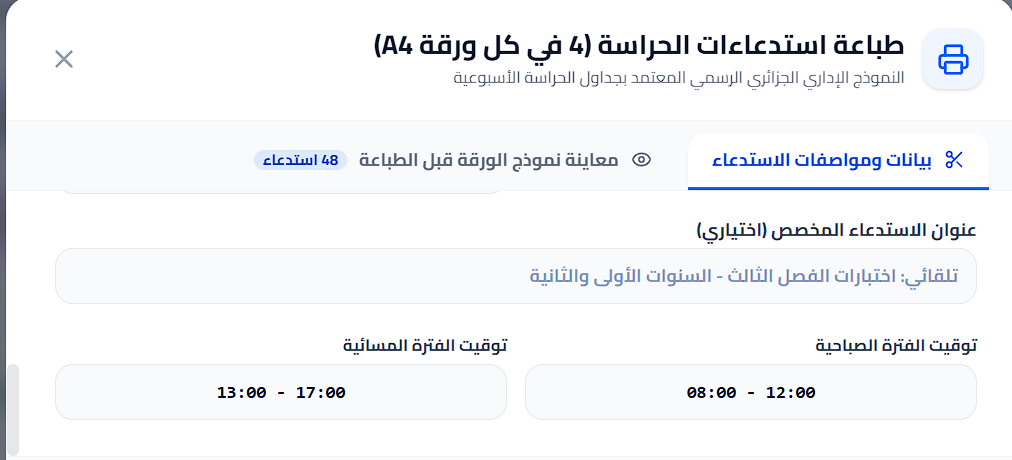 طباعة استدعاءات الحراسة (4 في كل ورقة A4)
النموذج الإداري الجزائري الرسمي المعتمد بجداول الحراسة الأسبوعية
بيانات ومواصفات الاستدعاء
معاينة نموذج الورقة قبل الطباعة 48 استدعاء
عنوان الاستدعاء المخصص (اختياري)
تلقائي: اختبارات الفصل الثالث - السنوات الأولى والثانية
توقيت الفترة الصباحية
08:00 - 12:00
توقيت الفترة المسائية
13:00 - 17:00